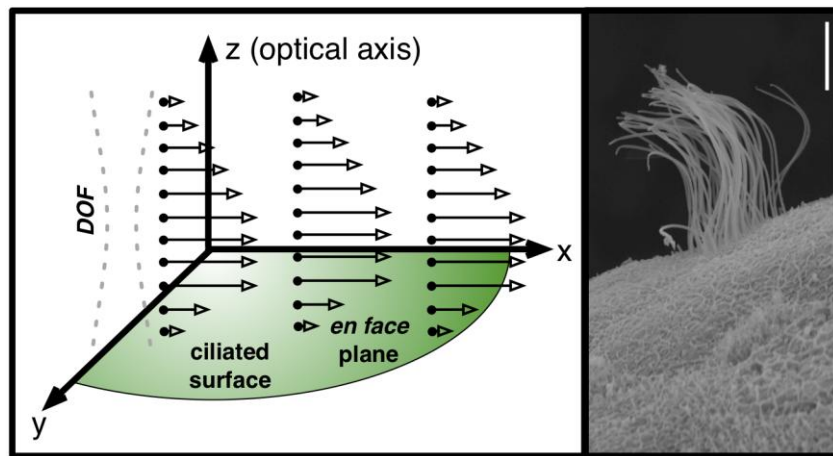 z (optical axis)
DOF
x
en face
plane
ciliated
surface
y